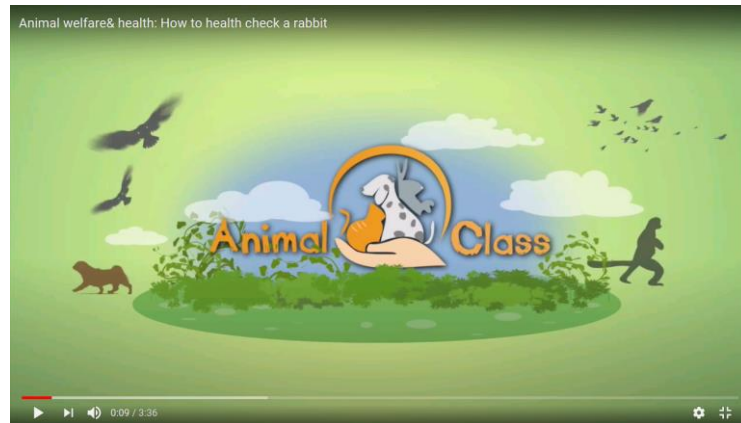 Animal welfare& health: How to health check a rabbit
Animal Class
0:09 / 3:36